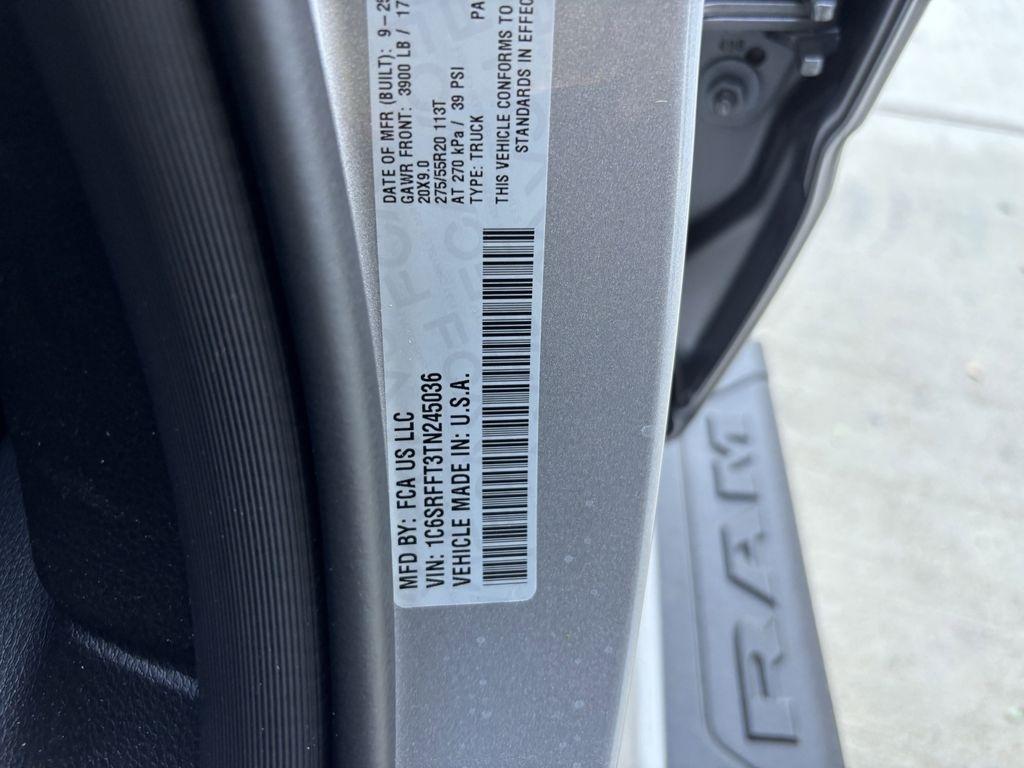 MFD BY: FCA US LLC
VIN: 1C6SRFFT3TN245036
VEHICLE MADE IN: U.S.A.
DATE OF MFR (BUILT): 9-25
GAWR FRONT: 3900 LB / 17
20X9.0
275/55R20 113T
AT 270 kPa / 39 PSI
TYPE: TRUCK
THIS VEHICLE CONFORMS TO
STANDARDS IN EFFEC
PA
RAM